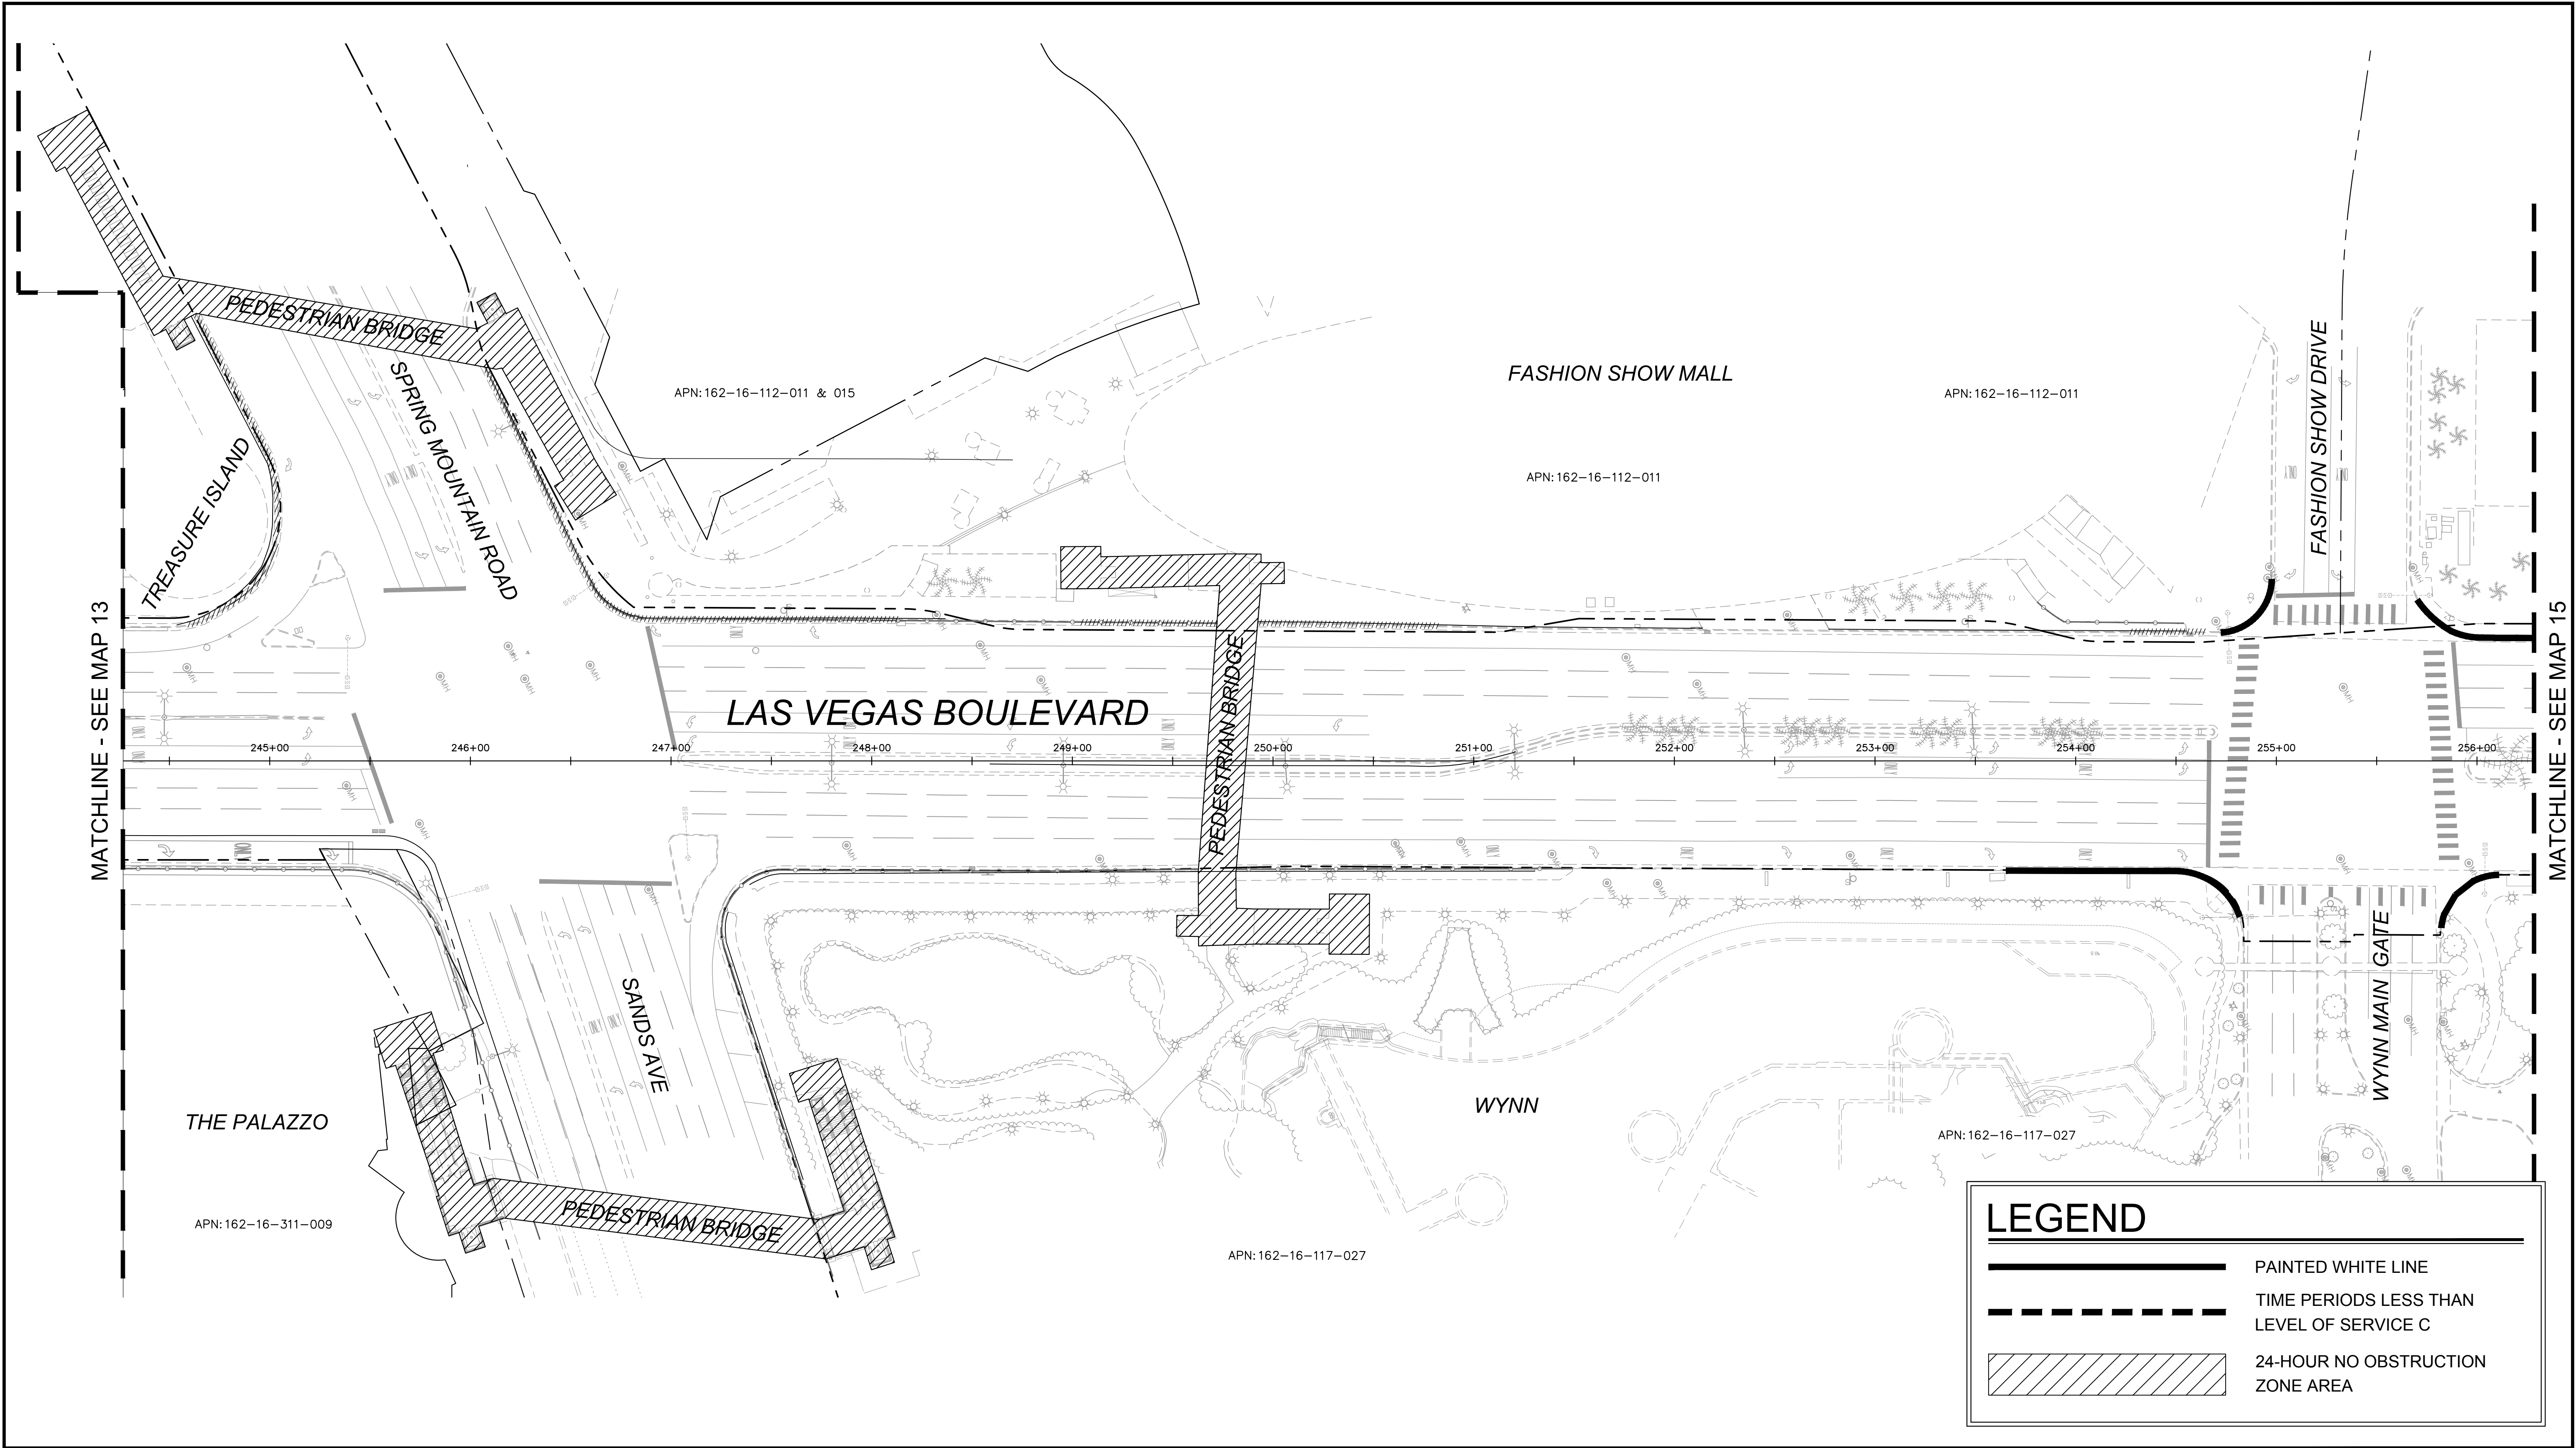 PEDESTRIAN BRIDGE
SPRING MOUNTAIN ROAD
TREASURE ISLAND
APN: 162-16-112-011 & 015
FASHION SHOW MALL
APN: 162-16-112-011
APN: 162-16-112-011
FASHION SHOW DRIVE
MATCHLINE - SEE MAP 13
LAS VEGAS BOULEVARD
PEDESTRIAN BRIDGE
MATCHLINE - SEE MAP 15
245+00
246+00
247+00
248+00
249+00
250+00
251+00
252+00
253+00
254+00
255+00
256+00
ONLY
MH
SANDS AVE
WYNN MAIN GATE
THE PALAZZO
WYNN
APN: 162-16-117-027
APN: 162-16-311-009
PEDESTRIAN BRIDGE
APN: 162-16-117-027
LEGEND
PAINTED WHITE LINE
TIME PERIODS LESS THAN
LEVEL OF SERVICE C
24-HOUR NO OBSTRUCTION
ZONE AREA